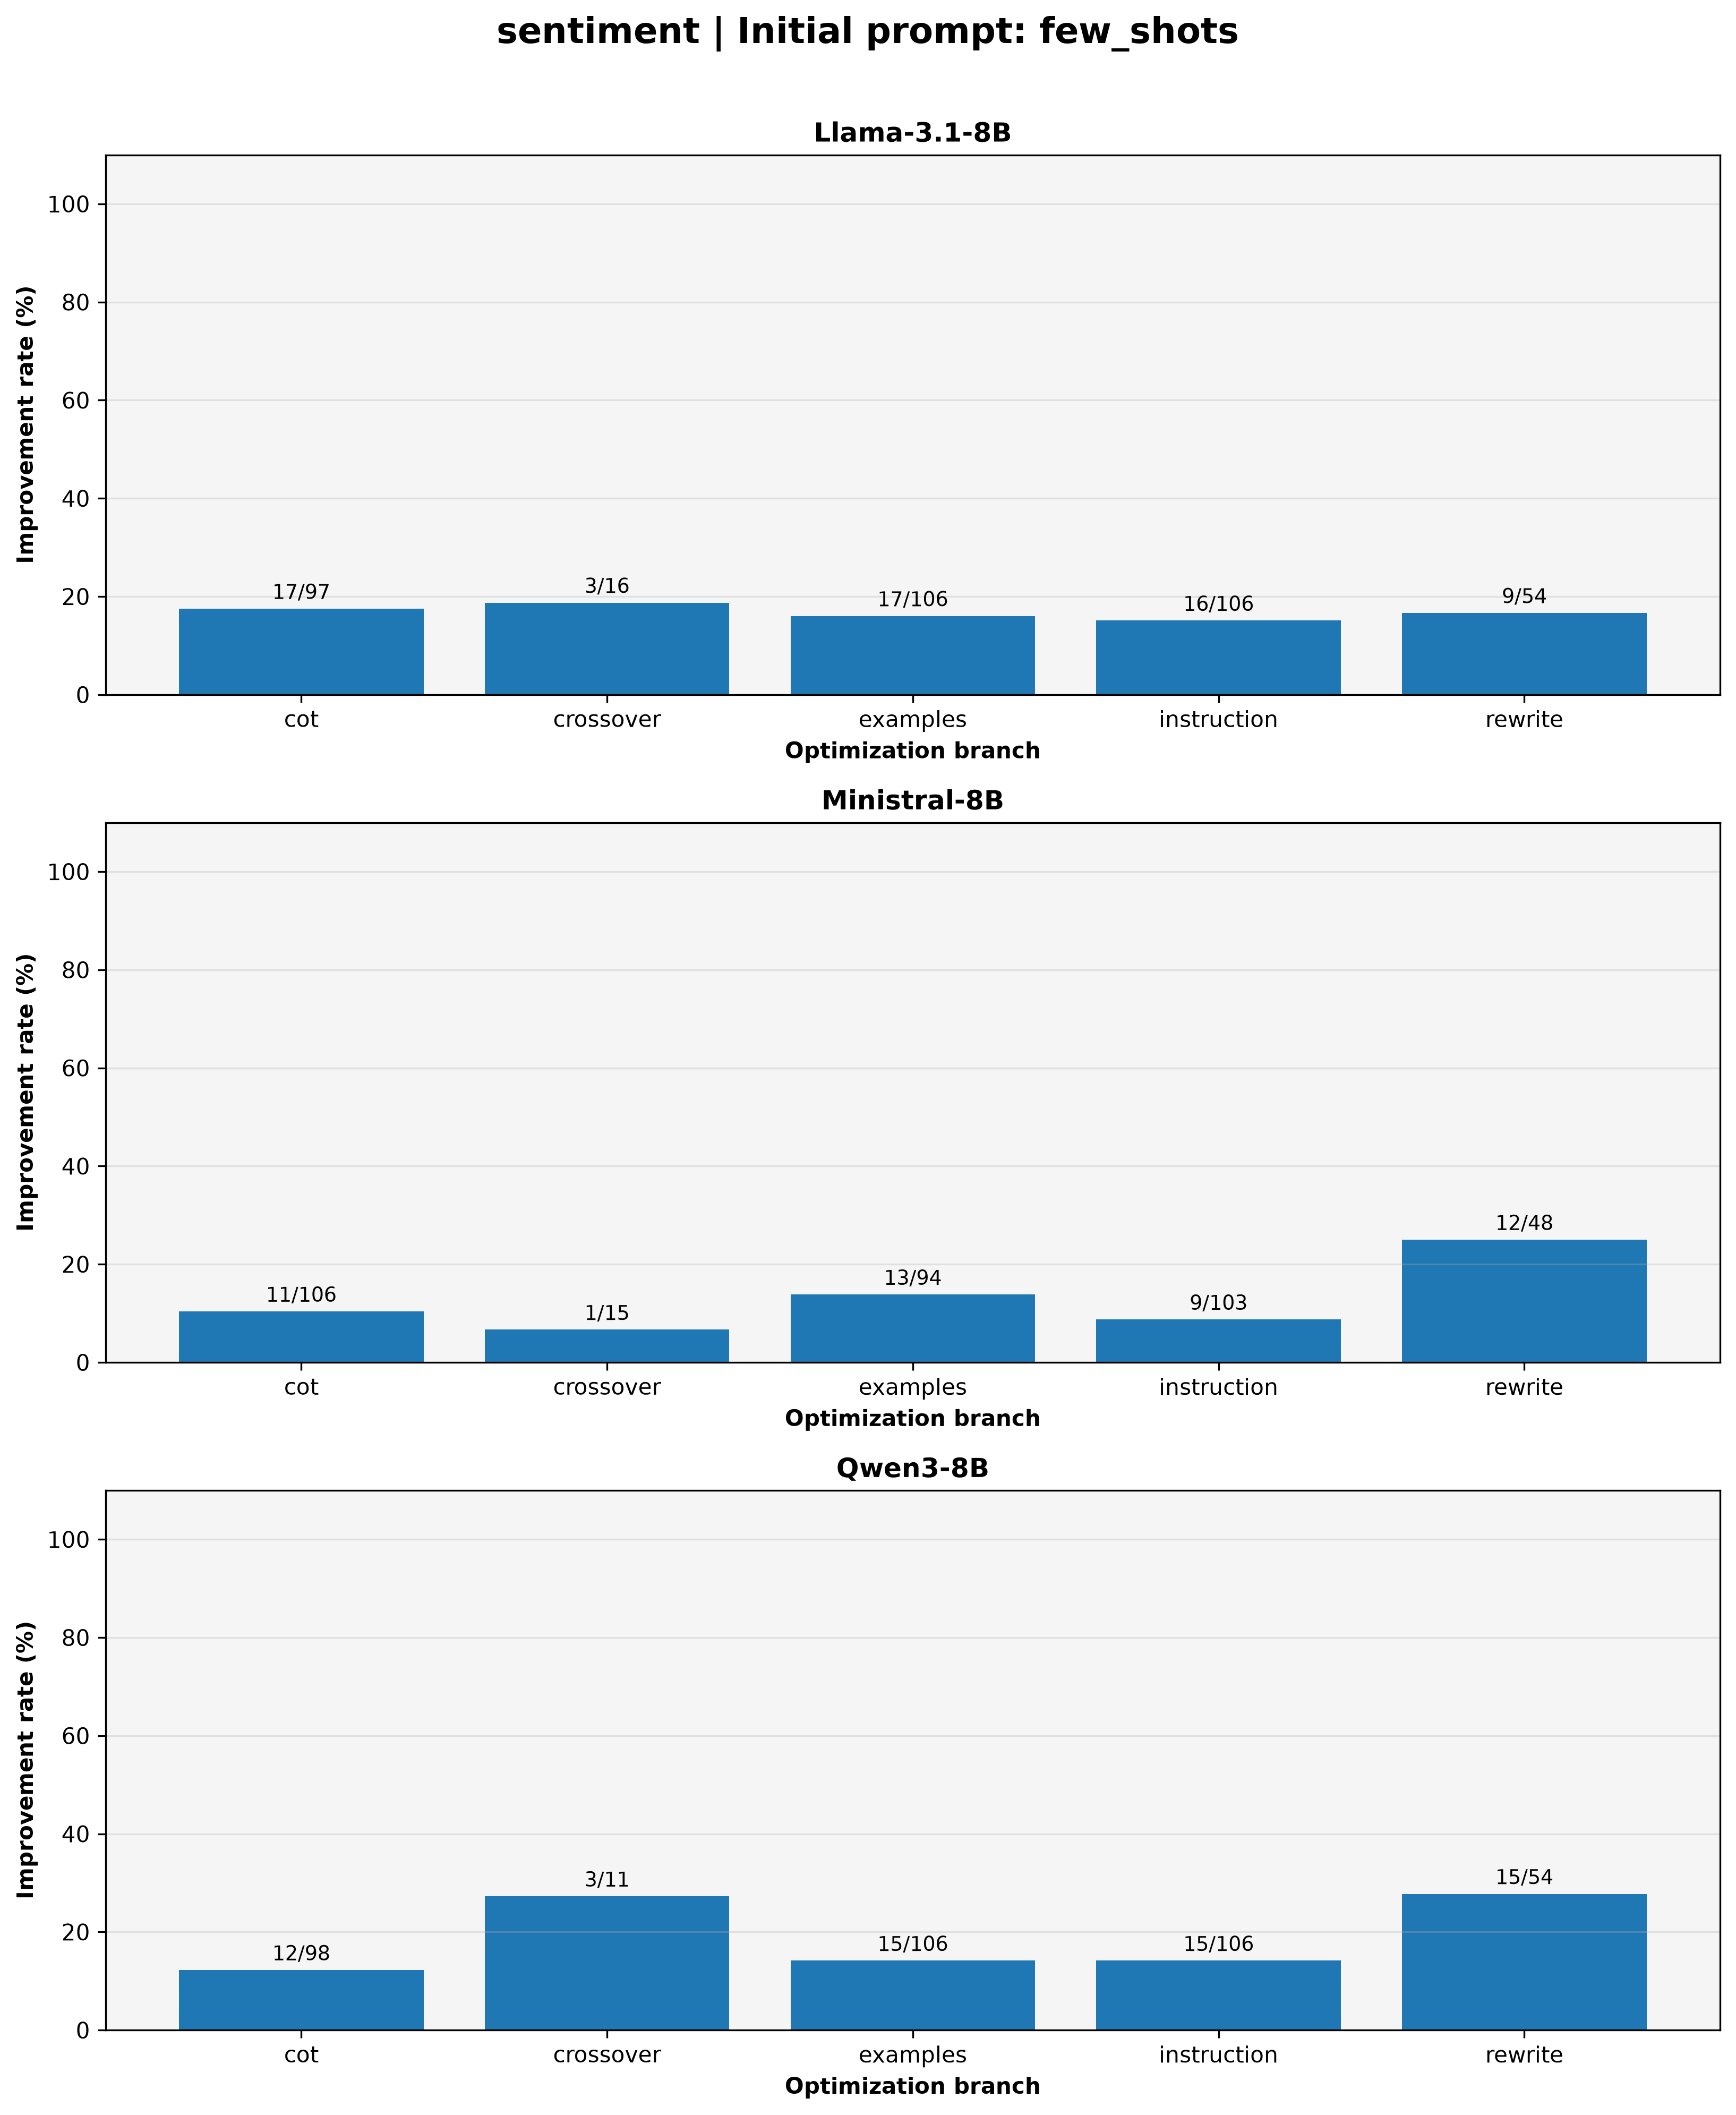 sentiment | Initial prompt: few_shots
Llama-3.1-8B
Improvement rate (%)
100
80
60
40
20
0
17/97
3/16
17/106
16/106
9/54
cot
crossover
examples
instruction
rewrite
Optimization branch
Ministral-8B
Improvement rate (%)
100
80
60
40
20
0
11/106
1/15
13/94
9/103
12/48
cot
crossover
examples
instruction
rewrite
Optimization branch
Qwen3-8B
Improvement rate (%)
100
80
60
40
20
0
12/98
3/11
15/106
15/106
15/54
cot
crossover
examples
instruction
rewrite
Optimization branch